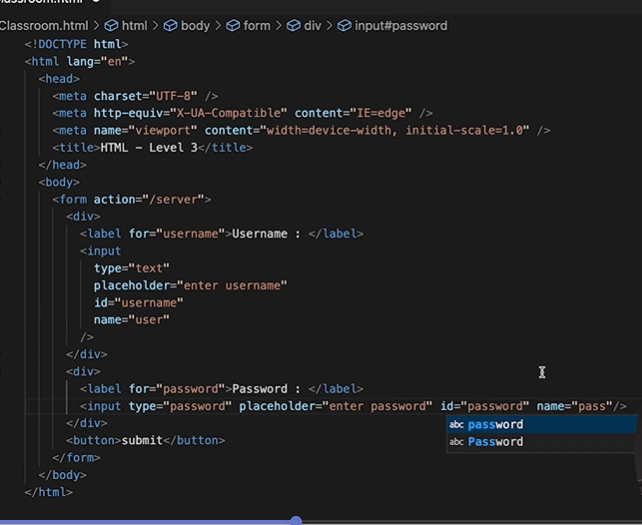 Classroom.html > html > body > form > div > input#password
<!DOCTYPE html>
<html lang="en">
<head>
<meta charset="UTF-8" />
<meta http-equiv="X-UA-Compatible" content="IE=edge" />
<meta name="viewport" content="width=device-width, initial-scale=1.0" />
<title>HTML - Level 3</title>
</head>
<body>
<form action="/server">
<div>
<label for="username">Username : </label>
<input
type="text"
placeholder="enter username"
id="username"
name="user"
/>
</div>
<div>
<label for="password">Password : </label>
<input type="password" placeholder="enter password" id="password" name="pass"/>
</div>
abc password
abc Password
<button>submit</button>
</form>
</body>
</html>